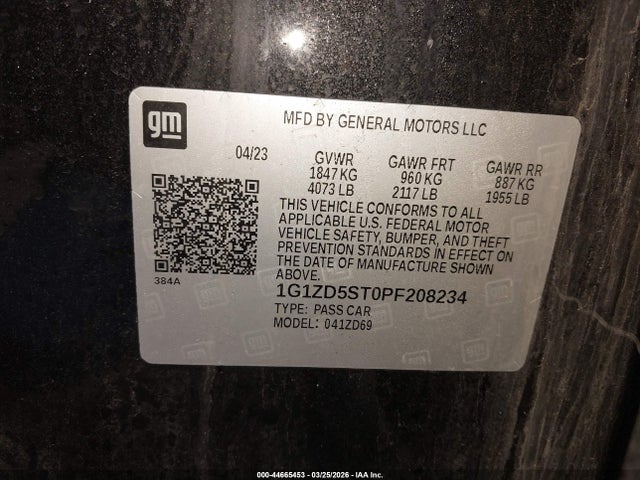 gm
MFD BY GENERAL MOTORS LLC
04/23 GVWR GAWR FRT GAWR RR
1847 KG 960 KG 887 KG
4073 LB 2117 LB 1955 LB
THIS VEHICLE CONFORMS TO ALL
APPLICABLE U.S. FEDERAL MOTOR
VEHICLE SAFETY, BUMPER, AND THEFT
PREVENTION STANDARDS IN EFFECT ON
THE DATE OF MANUFACTURE SHOWN
ABOVE.
384A
1G1ZD5ST0PF208234
TYPE: PASS CAR
MODEL: 041ZD69
000-44665453 - 03/25/2026 - IAA Inc.